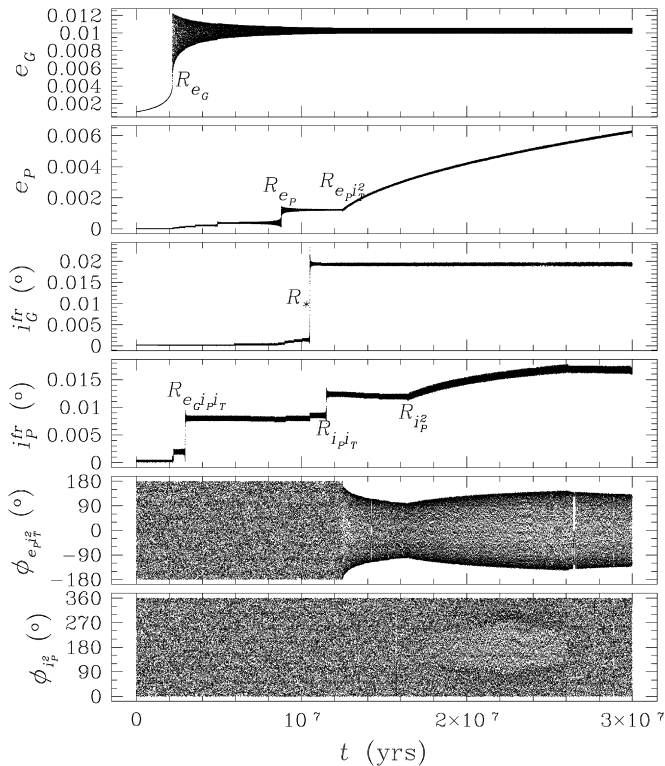 0.012
0.01
0.008
0.006
0.004
0.002
e_G
R_{e_G}
0.006
0.004
0.002
0
e_P
R_{e_P}
R_{e_P i_T^2}
0.02
0.015
0.01
0.005
0
i_G^{fr} (°)
R_*
0.015
0.01
0.005
0
i_P^{fr} (°)
R_{e_G i_P i_T}
R_{i_P i_T}
R_{i_P^2}
180
90
0
−90
−180
ϕ_{e_P i_T^2} (°)
360
270
180
90
0
ϕ_{i_P^2} (°)
0 10^7 2×10^7 3×10^7
t (yrs)